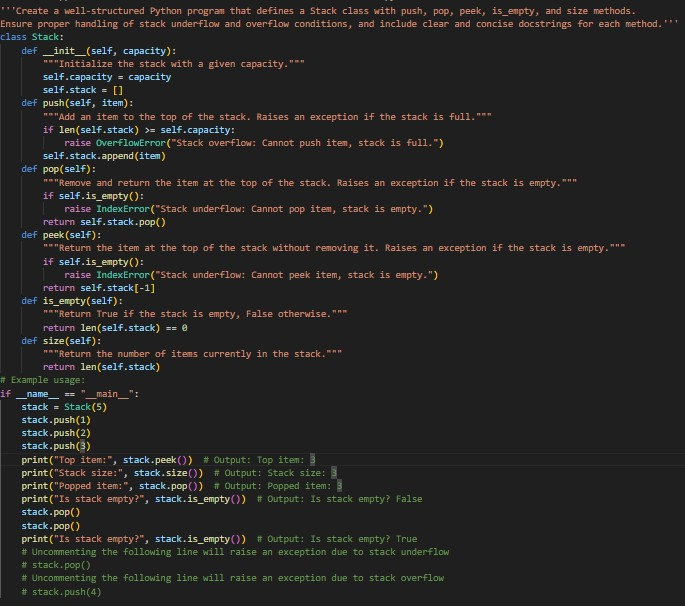 '''Create a well-structured Python program that defines a Stack class with push, pop, peek, is_empty, and size methods.
Ensure proper handling of stack underflow and overflow conditions, and include clear and concise docstrings for each method.'''
class Stack:
    def __init__(self, capacity):
        """Initialize the stack with a given capacity."""
        self.capacity = capacity
        self.stack = []
    def push(self, item):
        """Add an item to the top of the stack. Raises an exception if the stack is full."""
        if len(self.stack) >= self.capacity:
            raise OverflowError("Stack overflow: Cannot push item, stack is full.")
        self.stack.append(item)
    def pop(self):
        """Remove and return the item at the top of the stack. Raises an exception if the stack is empty."""
        if self.is_empty():
            raise IndexError("Stack underflow: Cannot pop item, stack is empty.")
        return self.stack.pop()
    def peek(self):
        """Return the item at the top of the stack without removing it. Raises an exception if the stack is empty."""
        if self.is_empty():
            raise IndexError("Stack underflow: Cannot peek item, stack is empty.")
        return self.stack[-1]
    def is_empty(self):
        """Return True if the stack is empty, False otherwise."""
        return len(self.stack) == 0
    def size(self):
        """Return the number of items currently in the stack."""
        return len(self.stack)
# Example usage:
if __name__ == "__main__":
    stack = Stack(5)
    stack.push(1)
    stack.push(2)
    stack.push(3)
    print("Top item:", stack.peek())  # Output: Top item: 3
    print("Stack size:", stack.size())  # Output: Stack size: 3
    print("Popped item:", stack.pop())  # Output: Popped item: 3
    print("Is stack empty?", stack.is_empty())  # Output: Is stack empty? False
    stack.pop()
    stack.pop()
    print("Is stack empty?", stack.is_empty())  # Output: Is stack empty? True
    # Uncommenting the following line will raise an exception due to stack underflow
    # stack.pop()
    # Uncommenting the following line will raise an exception due to stack overflow
    # stack.push(4)